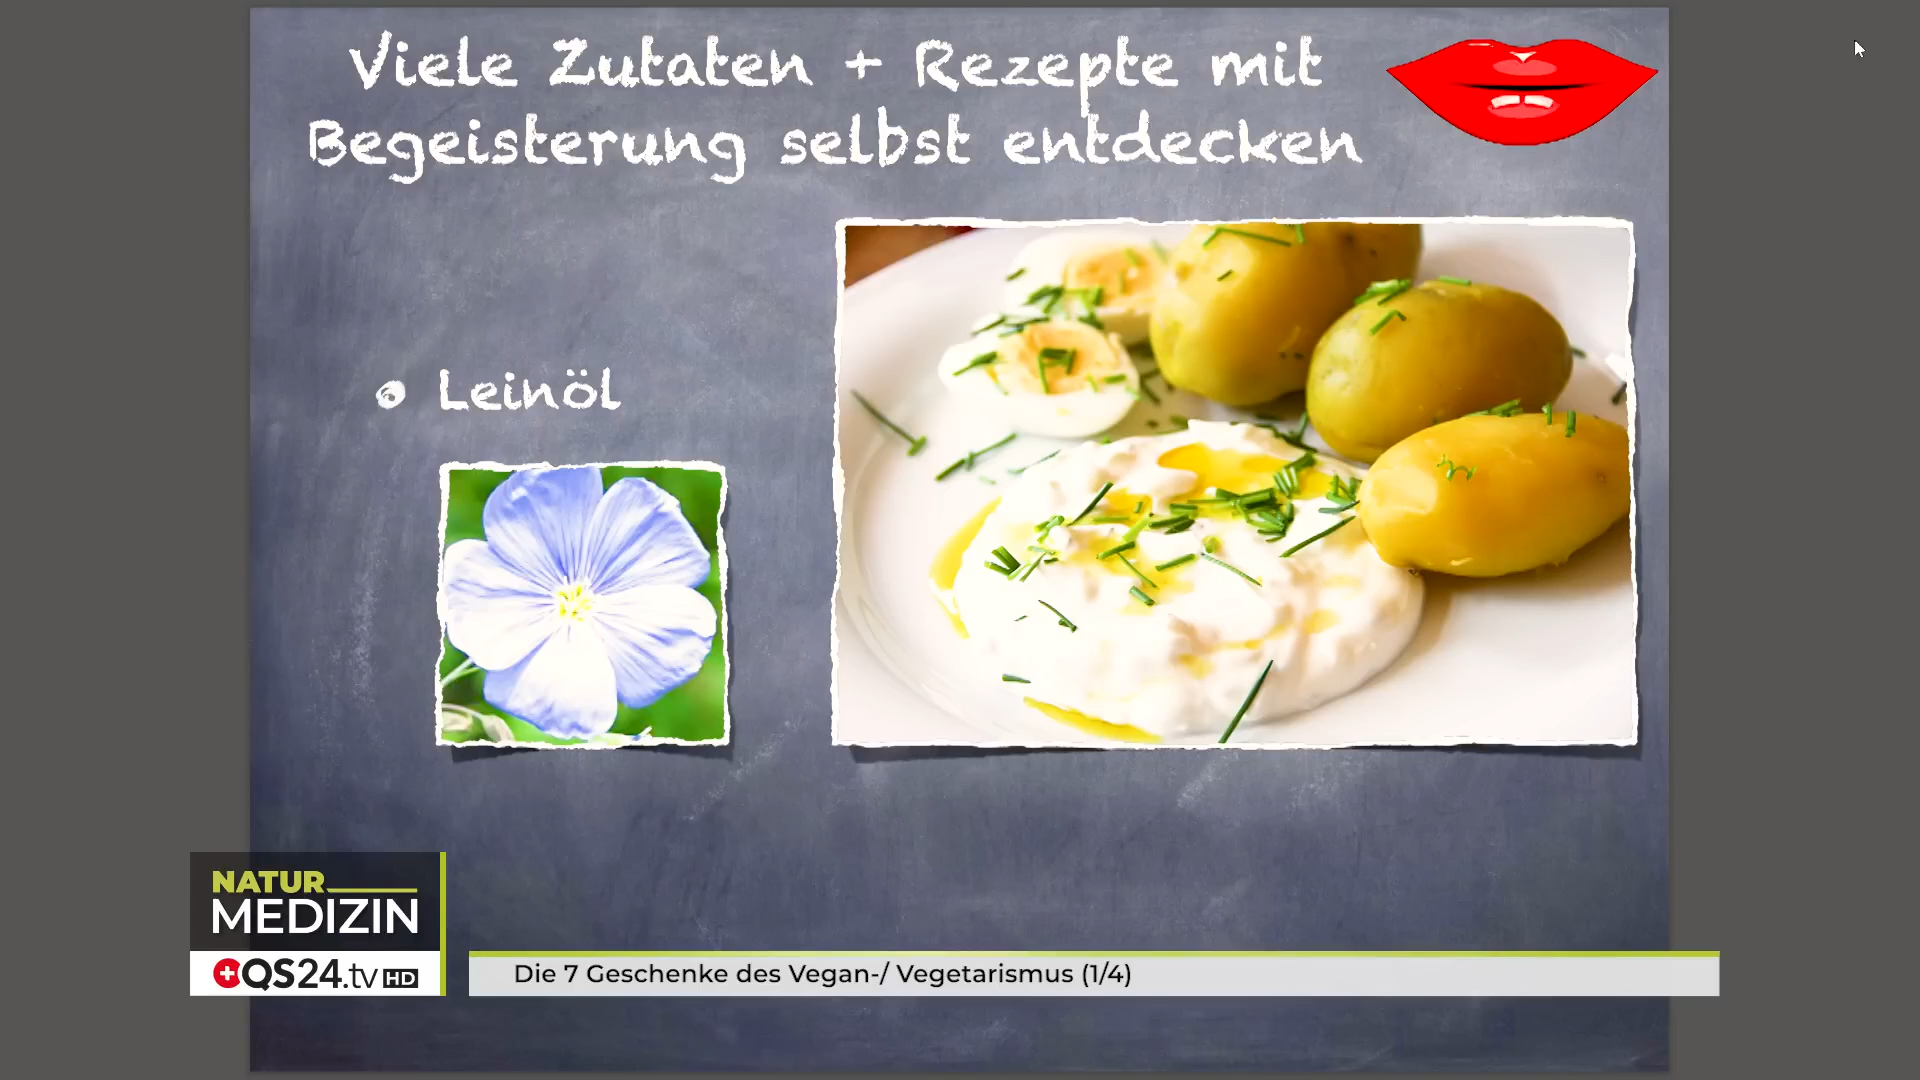 Viele Zutaten + Rezepte mit
Begeisterung selbst entdecken
Leinöl
NATUR
MEDIZIN
QS24.tv HD
Die 7 Geschenke des Vegan-/ Vegetarismus (1/4)